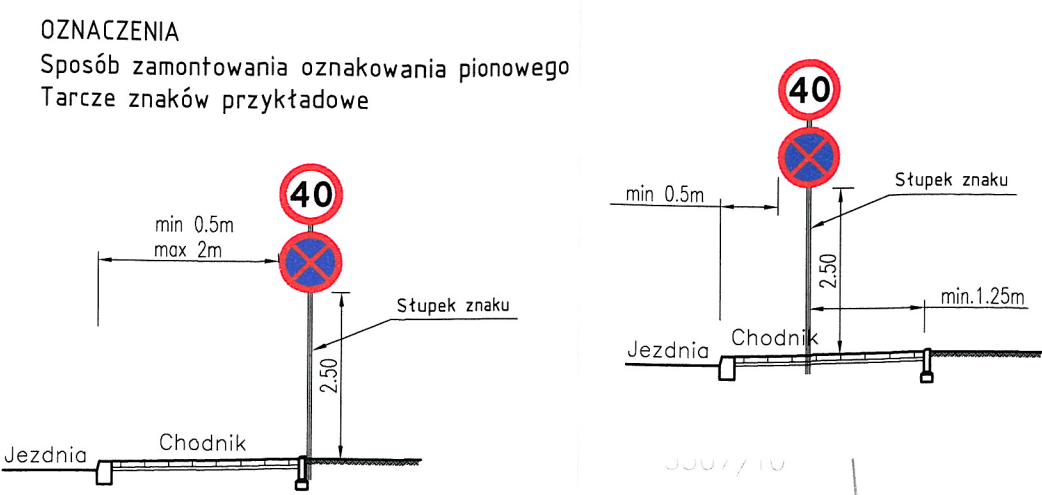 OZNACZENIA
Sposób zamontowania oznakowania pionowego
Tarcze znaków przykładowe
40
min 0.5m
max 2m
Słupek znaku
2.50
Chodnik
Jezdnia
40
Słupek znaku
min 0.5m
2.50
min.1.25m
Chodnik
Jezdnia